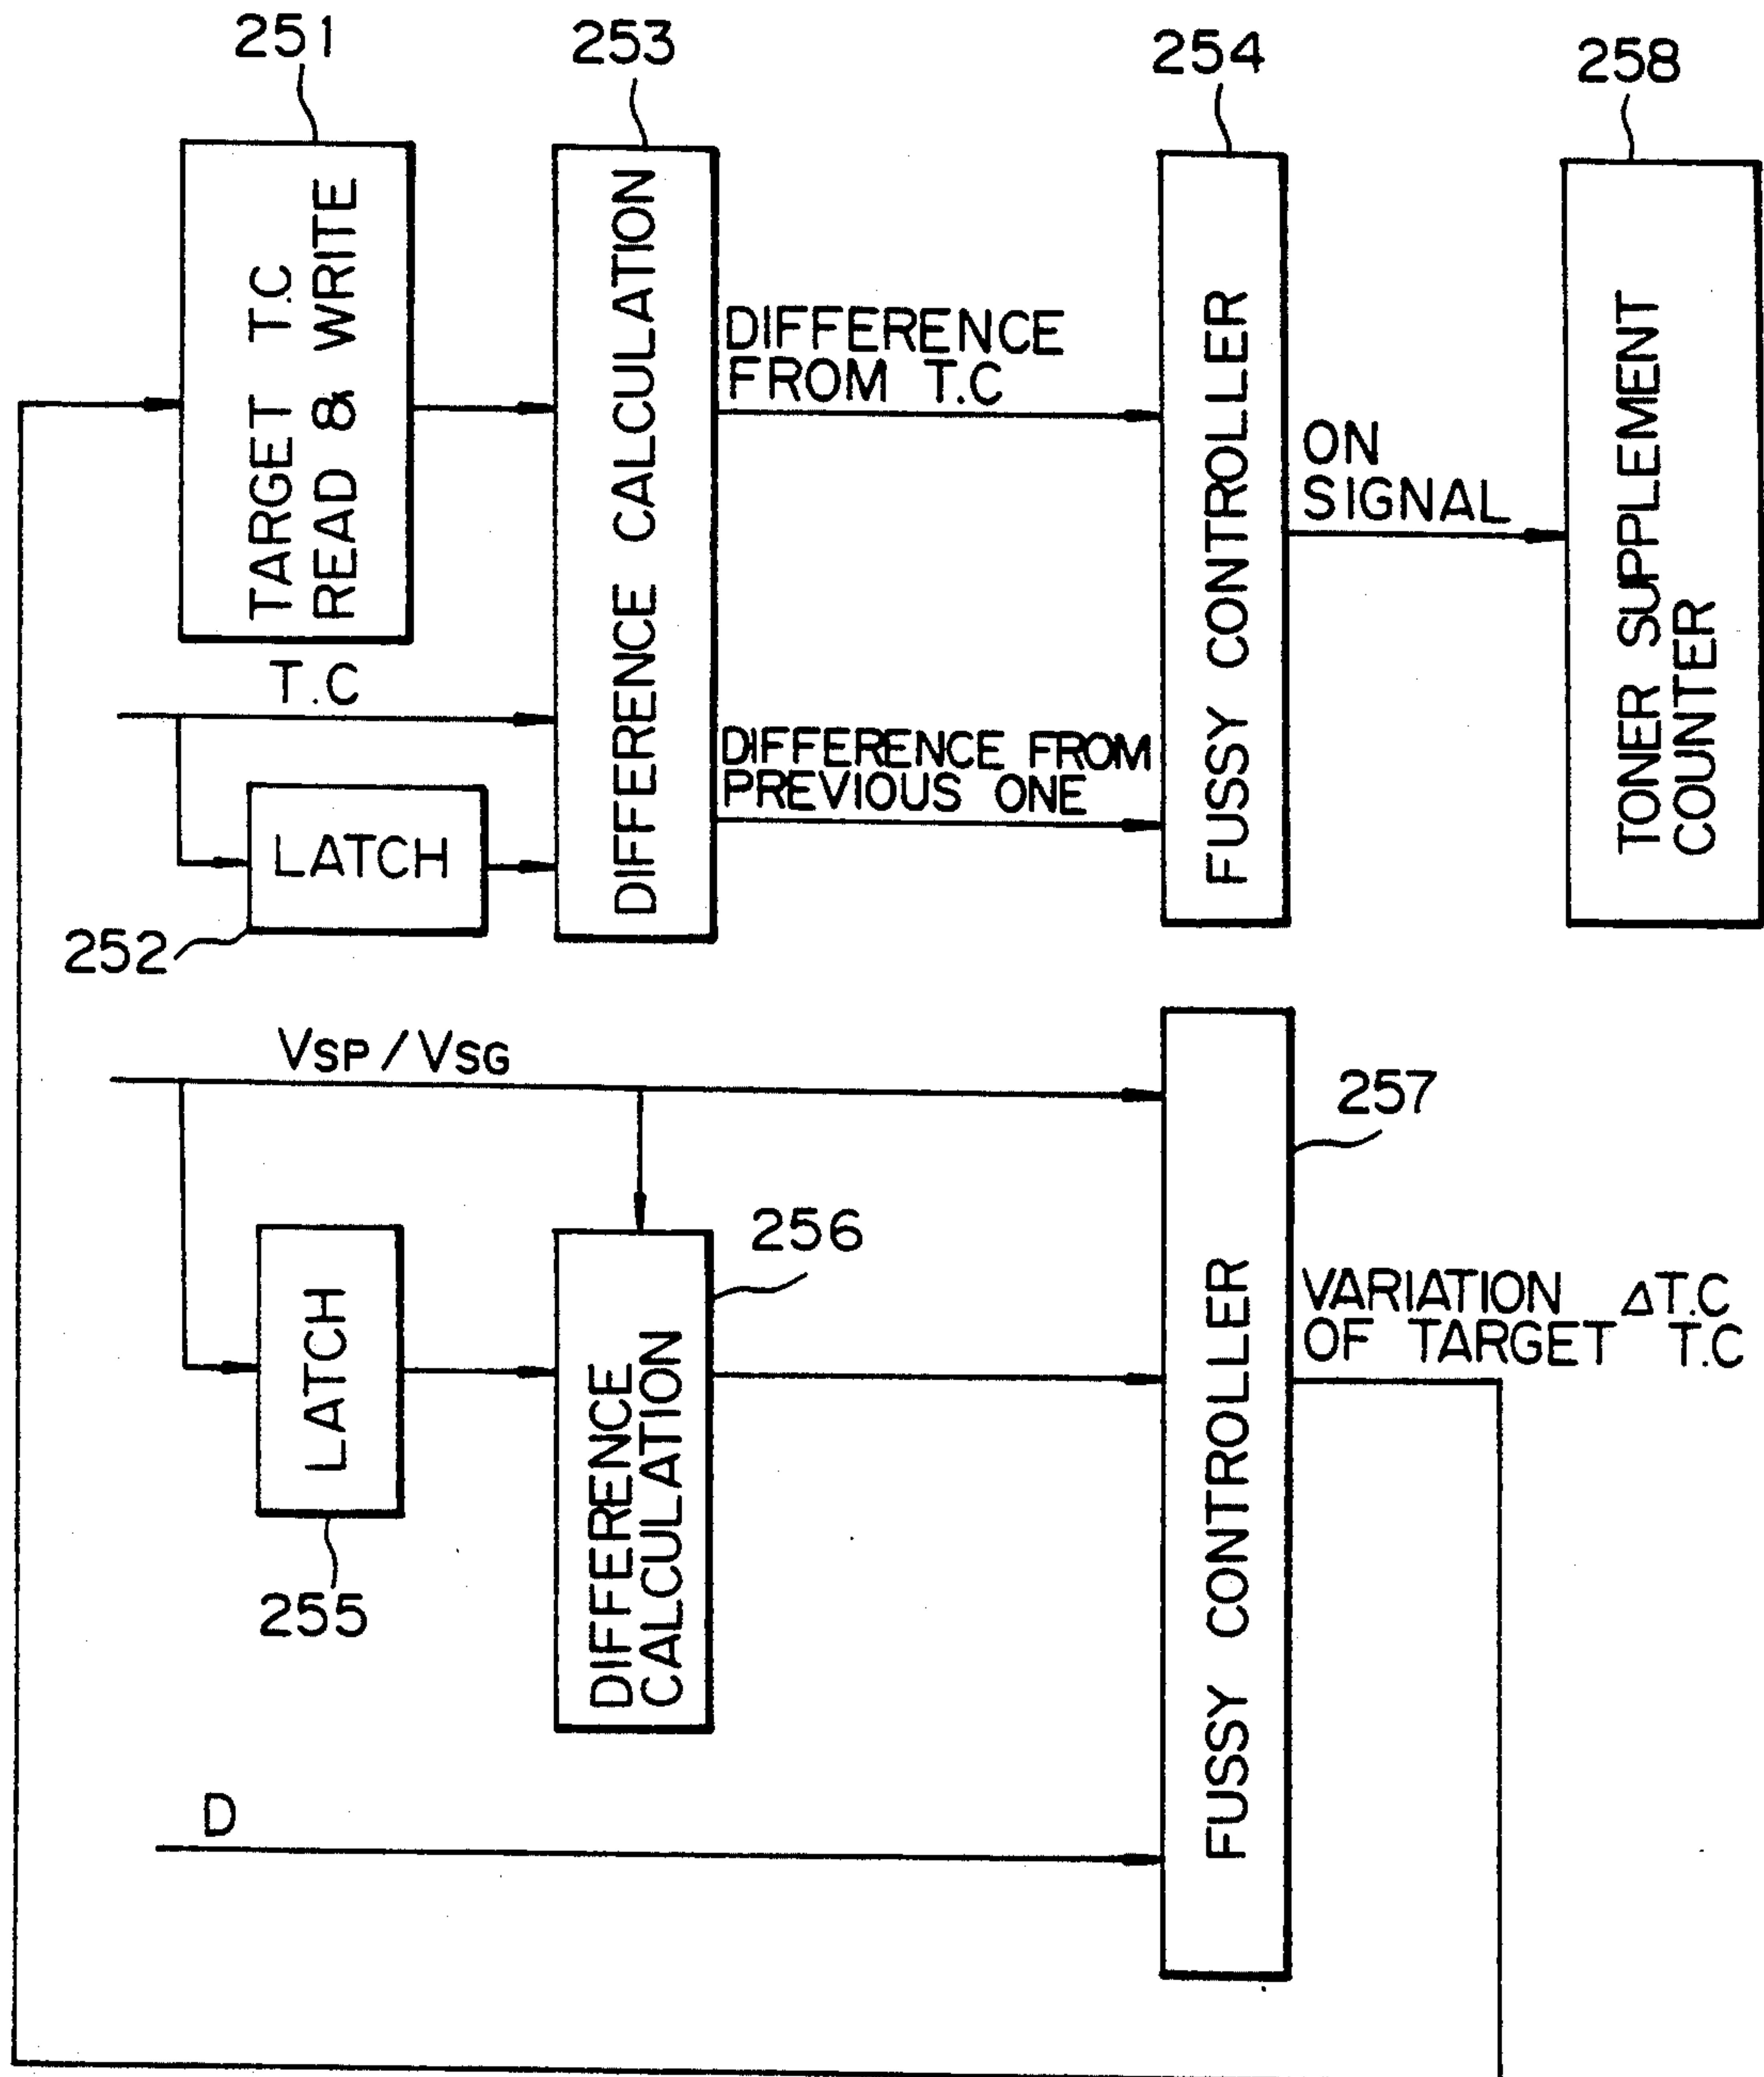 251
253
254
258
TARGET T.C
READ & WRITE
DIFFERENCE CALCULATION
DIFFERENCE
FROM T.C
FUSSY CONTROLLER
ON
SIGNAL
TONER SUPPLEMENT
COUNTER
T.C
DIFFERENCE FROM
PREVIOUS ONE
LATCH
252
VSP/VSG
257
256
LATCH
DIFFERENCE
CALCULATION
FUSSY CONTROLLER
VARIATION ΔT.C
OF TARGET T.C
255
D